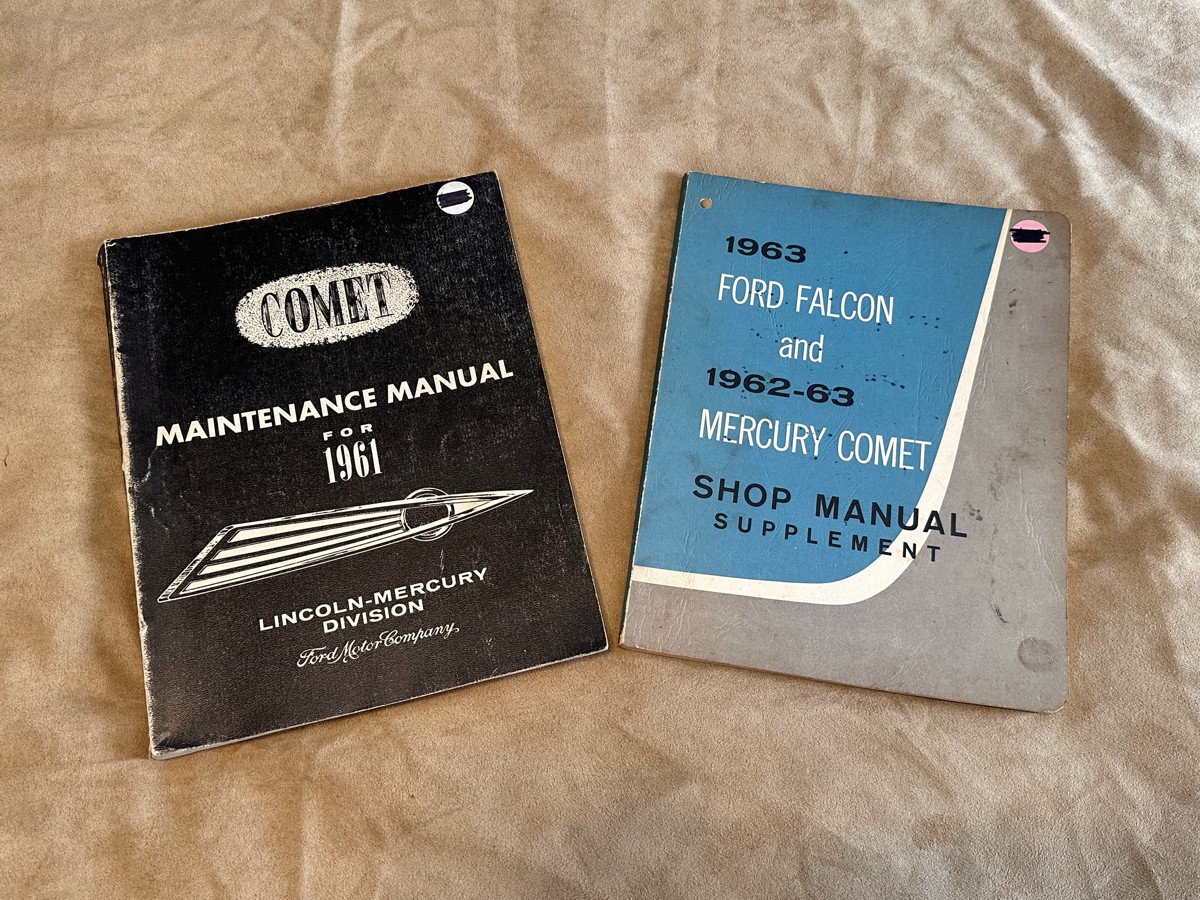 COMET
MAINTENANCE MANUAL
FOR
1961
LINCOLN-MERCURY
DIVISION
Ford Motor Company
1963
FORD FALCON
and
1962-63
MERCURY COMET
SHOP MANUAL
SUPPLEMENT